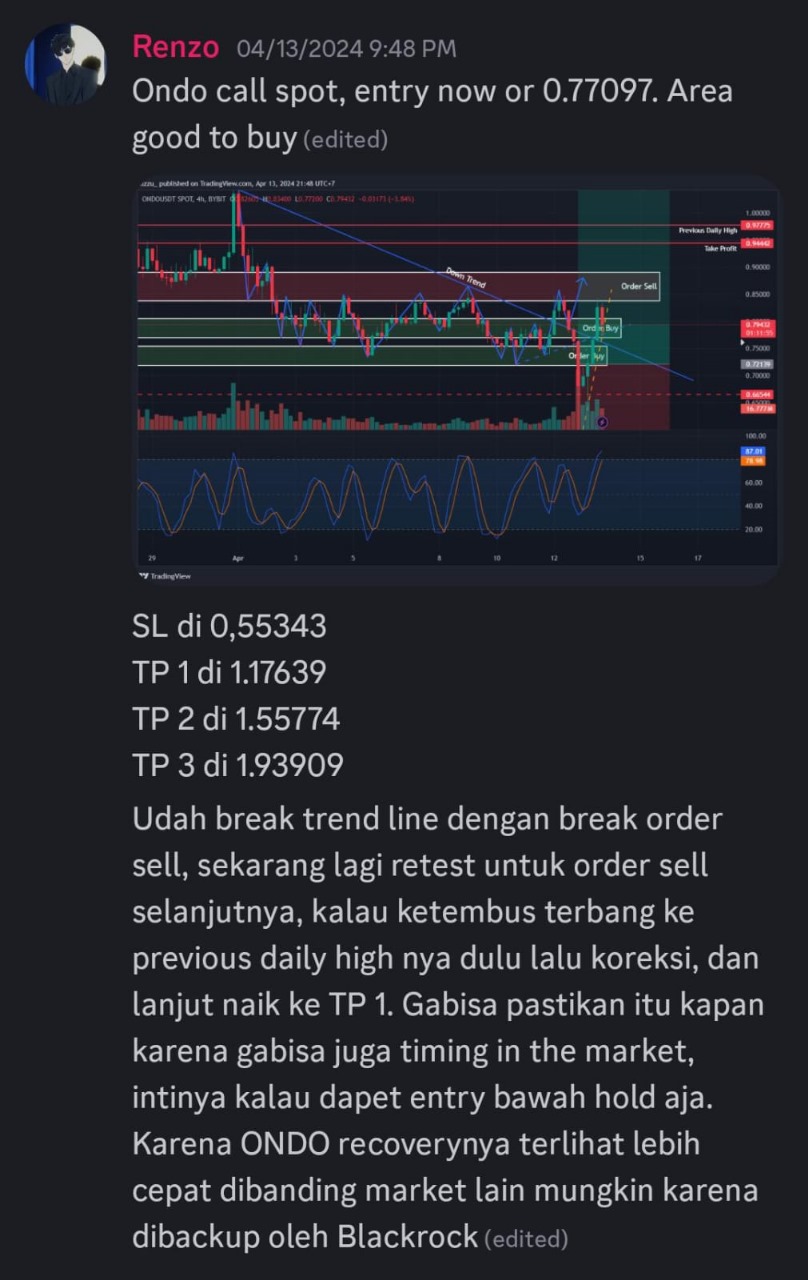 Renzo 04/13/2024 9:48 PM
Ondo call spot, entry now or 0.77097. Area
good to buy (edited)
published on TradingView.com, Apr 13, 2024 21:48 UTC+7
ONDOUSDT SPOT, 4h, BYBIT
1.00000
Previous Daily High 0.97775
Take Profit 0.94442
0.90000
Down Trend
Order Sell
0.85000
Order Buy
0.79432
01:11:55
0.75000
Order Buy
0.72139
0.70000
0.66544
0.65000
100.00
87.01
78.98
60.00
40.00
20.00
29 Apr 3 5 8 10 12 15 17
TradingView
SL di 0,55343
TP 1 di 1.17639
TP 2 di 1.55774
TP 3 di 1.93909
Udah break trend line dengan break order
sell, sekarang lagi retest untuk order sell
selanjutnya, kalau ketembus terbang ke
previous daily high nya dulu lalu koreksi, dan
lanjut naik ke TP 1. Gabisa pastikan itu kapan
karena gabisa juga timing in the market,
intinya kalau dapet entry bawah hold aja.
Karena ONDO recoverynya terlihat lebih
cepat dibanding market lain mungkin karena
dibackup oleh Blackrock (edited)